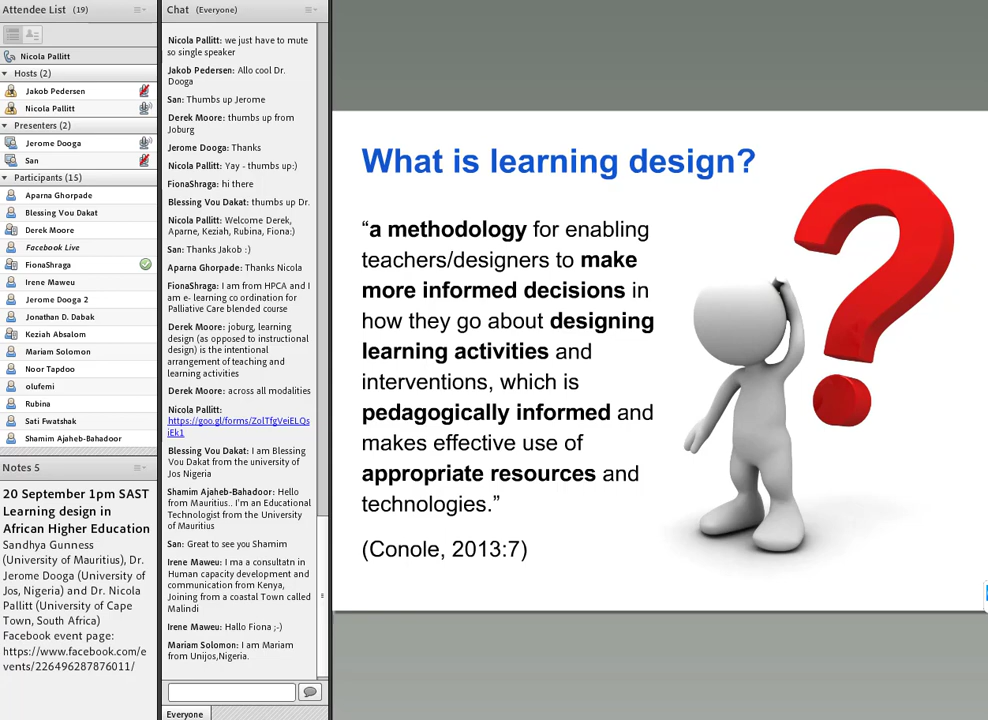 Attendee List (19)
Nicola Pallitt
Hosts (2)
Jakob Pedersen
Nicola Pallitt
Presenters (2)
Jerome Dooga
San
Participants (15)
Aparna Ghorpade
Blessing Vou Dakat
Derek Moore
Facebook Live
FionaShraga
Irene Maweu
Jerome Dooga 2
Jonathan D. Dabak
Keziah Absalom
Mariam Solomon
Noor Tapdoo
olufemi
Rubina
Sati Fwatshak
Shamim Ajaheb-Bahadoor
Notes 5
20 September 1pm SAST
Learning design in
African Higher Education
Sandhya Gunness
(University of Mauritius), Dr.
Jerome Dooga (University of
Jos, Nigeria) and Dr. Nicola
Pallitt (University of Cape
Town, South Africa)
Facebook event page:
https://www.facebook.com/e
vents/226496287876011/
Chat (Everyone)
Nicola Pallitt: we just have to mute
so single speaker
Jakob Pedersen: Allo cool Dr.
Dooga
San: Thumbs up Jerome
Derek Moore: thumbs up from
Joburg
Jerome Dooga: Thanks
Nicola Pallitt: Yay - thumbs up:)
FionaShraga: hi there
Blessing Vou Dakat: thumbs up Dr.
Nicola Pallitt: Welcome Derek,
Aparne, Keziah, Rubina, Fiona:)
San: Thanks Jakob :)
Aparna Ghorpade: Thanks Nicola
FionaShraga: I am from HPCA and I
am e- learning co ordination for
Palliative Care blended course
Derek Moore: joburg, learning
design (as opposed to instructional
design) is the intentional
arrangement of teaching and
learning activities
Derek Moore: across all modalities
Nicola Pallitt:
https://goo.gl/forms/ZolTfgVeiELQs
iEk1
Blessing Vou Dakat: I am Blessing
Vou Dakat from the university of
Jos Nigeria
Shamim Ajaheb-Bahadoor: Hello
from Mauritius.. I'm an Educational
Technologist from the University
of Mauritius
San: Great to see you Shamim
Irene Maweu: I ma a consultatn in
Human capacity development and
communication from Kenya,
Joining from a coastal Town called
Malindi
Irene Maweu: Hallo Fiona ;-)
Mariam Solomon: I am Mariam
from Unijos,Nigeria.
Everyone
What is learning design?
“a methodology for enabling
teachers/designers to make
more informed decisions in
how they go about designing
learning activities and
interventions, which is
pedagogically informed and
makes effective use of
appropriate resources and
technologies.”
(Conole, 2013:7)